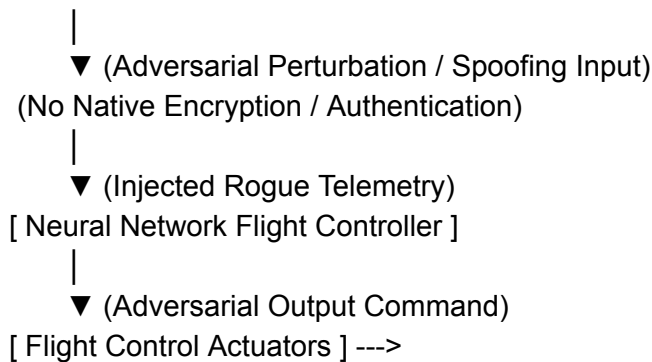 │
▼ (Adversarial Perturbation / Spoofing Input)
(No Native Encryption / Authentication)
│
▼ (Injected Rogue Telemetry)
[ Neural Network Flight Controller ]
│
▼ (Adversarial Output Command)
[ Flight Control Actuators ] --->